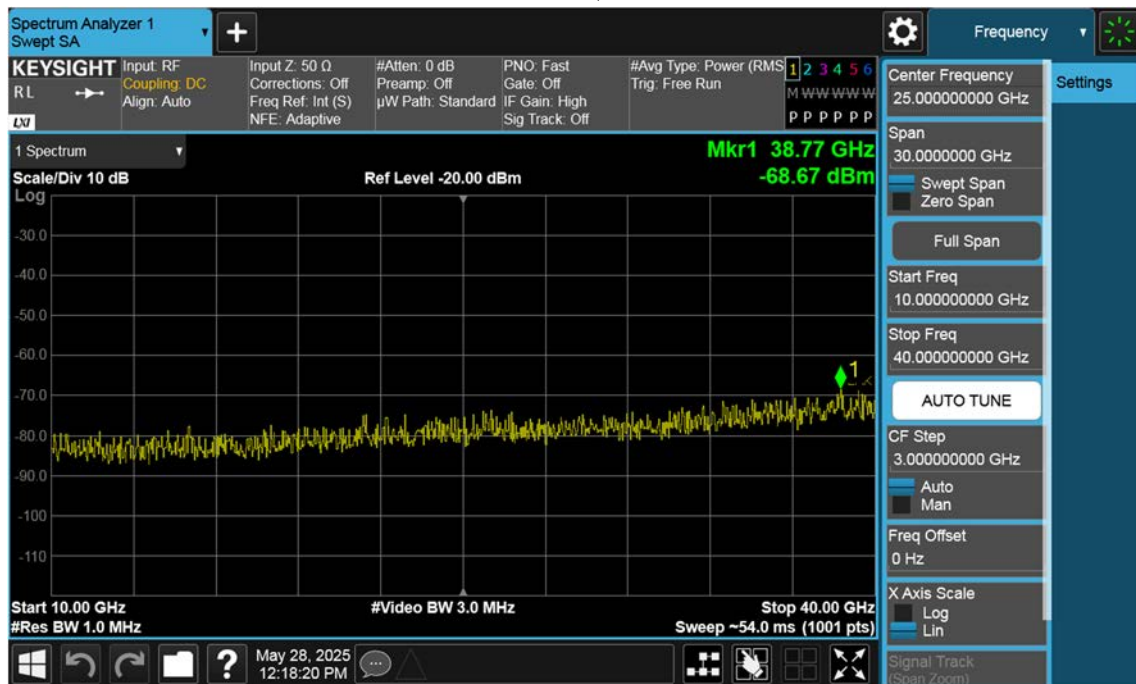 Spectrum Analyzer 1
Swept SA
+
Frequency
KEYSIGHT
RL
LXI
Input: RF
Coupling: DC
Align: Auto
Input Z: 50 Ω
Corrections: Off
Freq Ref: Int (S)
NFE: Adaptive
#Atten: 0 dB
Preamp: Off
µW Path: Standard
PNO: Fast
Gate: Off
IF Gain: High
Sig Track: Off
#Avg Type: Power (RMS
Trig: Free Run
1 2 3 4 5 6
M W W W W W
P P P P P P
1 Spectrum
Mkr1 38.77 GHz
-68.67 dBm
Scale/Div 10 dB
Ref Level -20.00 dBm
Log
-30.0
-40.0
-50.0
-60.0
-70.0
-80.0
-90.0
-100
-110
1
Start 10.00 GHz
#Video BW 3.0 MHz
Stop 40.00 GHz
#Res BW 1.0 MHz
Sweep ~54.0 ms (1001 pts)
?
May 28, 2025
12:18:20 PM
Center Frequency
25.000000000 GHz
Span
30.0000000 GHz
Swept Span
Zero Span
Full Span
Start Freq
10.000000000 GHz
Stop Freq
40.000000000 GHz
AUTO TUNE
CF Step
3.000000000 GHz
Auto
Man
Freq Offset
0 Hz
X Axis Scale
Log
Lin
Signal Track
(Span Zoom)
Settings